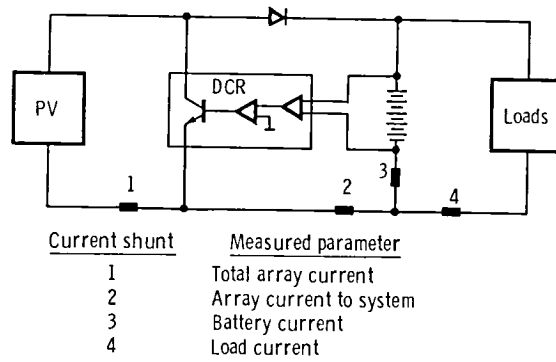 DCR
PV
Loads
1
2
3
4
Current shunt Measured parameter
1 Total array current
2 Array current to system
3 Battery current
4 Load current